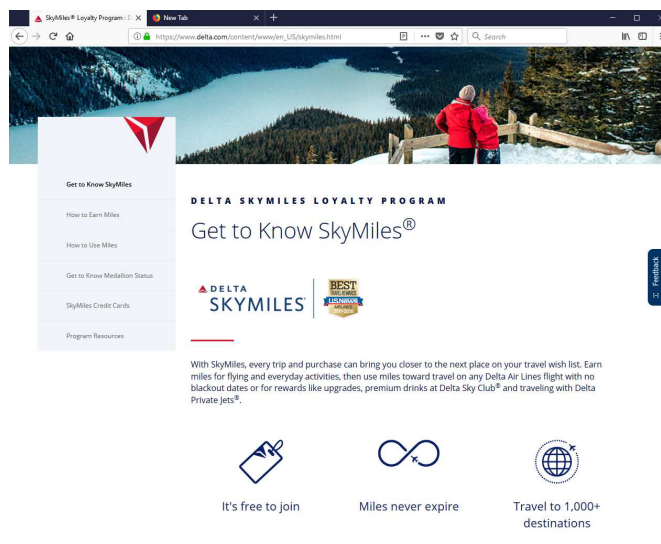 SkyMiles® Loyalty Program : D
New Tab
https://www.delta.com/content/www/en_US/skymiles.html
Search
Get to Know SkyMiles
How to Earn Miles
How to Use Miles
Get to Know Medallion Status
SkyMiles Credit Cards
Program Resources
DELTA SKYMILES LOYALTY PROGRAM
Get to Know SkyMiles®
DELTA
SKYMILES
BEST
TRAVEL REWARDS
U.S.News
AIRLINES
With SkyMiles, every trip and purchase can bring you closer to the next place on your travel wish list. Earn
miles for flying and everyday activities, then use miles toward travel on any Delta Air Lines flight with no
blackout dates or for rewards like upgrades, premium drinks at Delta Sky Club® and traveling with Delta
Private Jets®.
It's free to join
Miles never expire
Travel to 1,000+
destinations
Feedback